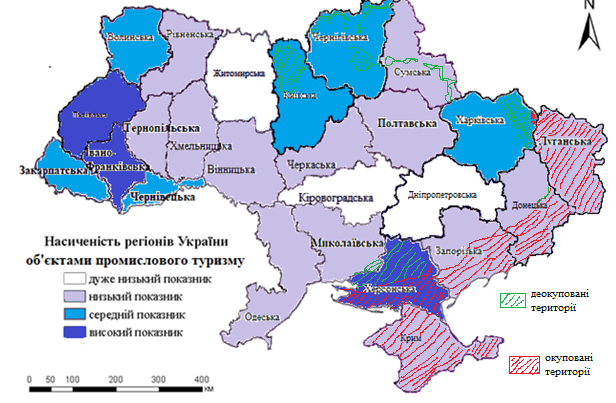 N
Волинська
Рівненська
Житомирська
Київська
Чернігівська
Сумська
Львівська
Тернопільська
Хмельницька
Вінницька
Івано-
Франківська
Закарпатська
Чернівецька
Черкаська
Полтавська
Харківська
Луганська
Кіровоградська
Дніпропетровська
Донецька
Миколаївська
Запорізька
Херсонська
Одеська
Крим
Насиченість регіонів України
об'єктами промислового туризму
дуже низький показник
низький показник
середній показник
високий показник
0 50 100 200 300 400
КМ
деокуповані
території
окуповані
території